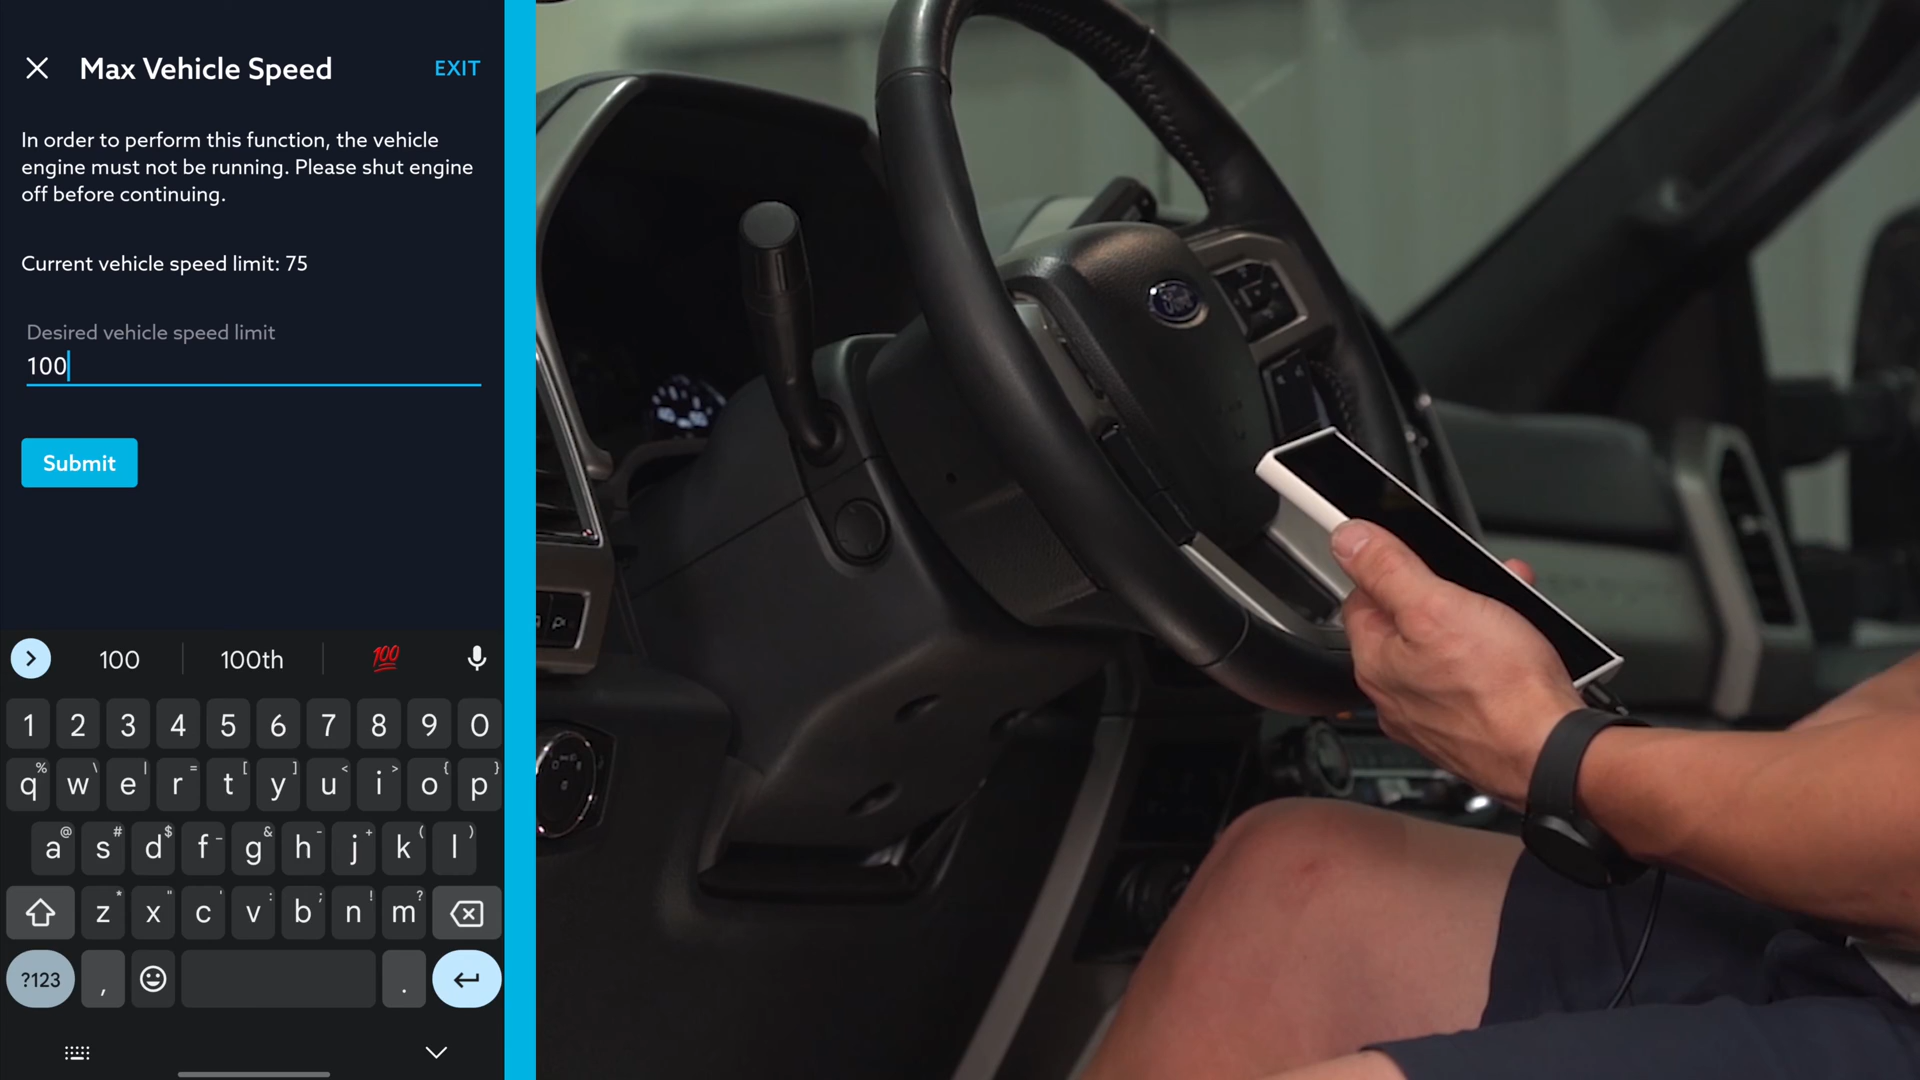 Max Vehicle Speed
EXIT
In order to perform this function, the vehicle
engine must not be running. Please shut engine
off before continuing.
Current vehicle speed limit: 75
Desired vehicle speed limit
100
Submit
100 100th 💯
1 2 3 4 5 6 7 8 9 0
q % w \ e | r = t [ y ] u < i > o { p }
a @ s # d $ f _ g & h - j + k ( l )
z * x " c ' v : b ; n ! m ?
?123 , .
Ford